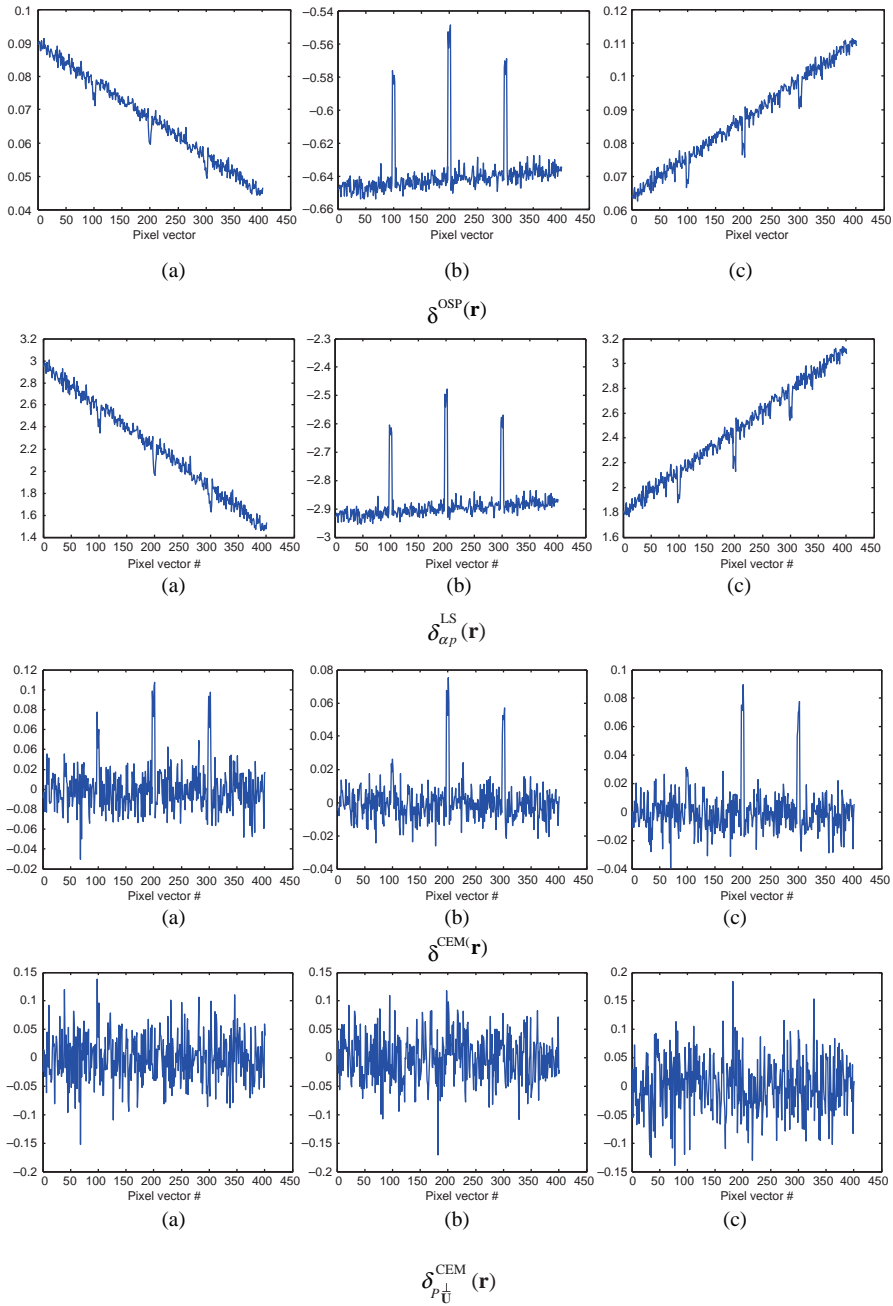 0.1 0.09 0.08 0.07 0.06 0.05 0.04
0 50 100 150 200 250 300 350 400 450
Pixel vector
(a)
−0.54 −0.56 −0.58 −0.6 −0.62 −0.64 −0.66
0 50 100 150 200 250 300 350 400 450
Pixel vector
(b)
0.12 0.11 0.1 0.09 0.08 0.07 0.06
0 50 100 150 200 250 300 350 400 450
Pixel vector
(c)
δ^OSP(r)
3.2 3 2.8 2.6 2.4 2.2 2 1.8 1.6 1.4
0 50 100 150 200 250 300 350 400 450
Pixel vector #
(a)
−2.3 −2.4 −2.5 −2.6 −2.7 −2.8 −2.9 −3
0 50 100 150 200 250 300 350 400 450
Pixel vector #
(b)
3.2 3 2.8 2.6 2.4 2.2 2 1.8 1.6
0 50 100 150 200 250 300 350 400 450
Pixel vector #
(c)
δ_αp^LS(r)
0.12 0.1 0.08 0.06 0.04 0.02 0 −0.08 −0.06 −0.04 −0.02
0 50 100 150 200 250 300 350 400 450
Pixel vector #
(a)
0.08 0.06 0.04 0.02 0 −0.02 −0.04
0 50 100 150 200 250 300 350 400 450
Pixel vector #
(b)
0.1 0.08 0.06 0.04 0.02 0 −0.02 −0.04
0 50 100 150 200 250 300 350 400 450
Pixel vector #
(c)
δ^CEM(r)
0.15 0.1 0.05 0 −0.05 −0.1 −0.15 −0.2
0 50 100 150 200 250 300 350 400 450
Pixel vector #
(a)
0.15 0.1 0.05 0 −0.05 −0.1 −0.15 −0.2
0 50 100 150 200 250 300 350 400 450
Pixel vector #
(b)
0.2 0.15 0.1 0.05 0 −0.05 −0.1 −0.15
0 50 100 150 200 250 300 350 400 450
Pixel vector #
(c)
δ_{P_U^⊥}^CEM(r)